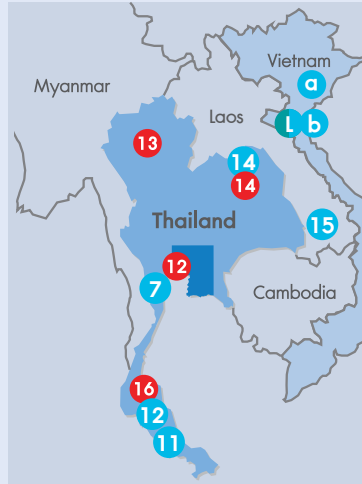 Vietnam
a
Myanmar
Laos
L b
13
14
14
Thailand
15
12
7
Cambodia
16
12
11